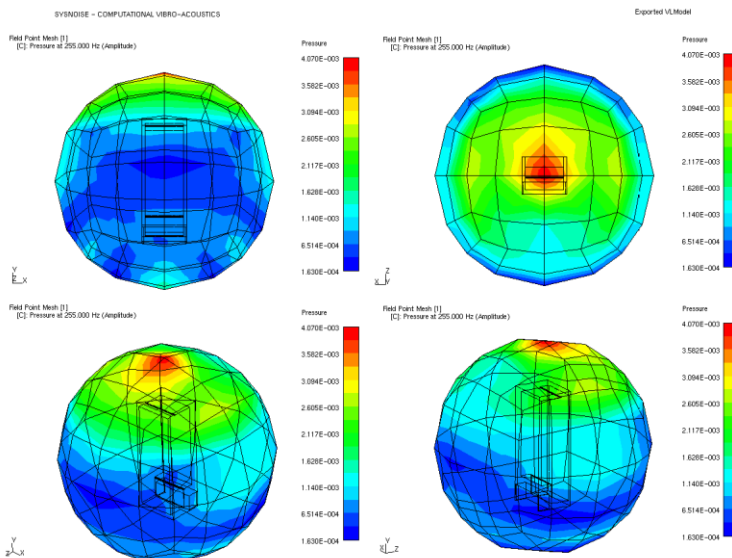 SYSNOISE - COMPUTATIONAL VIBRO-ACOUSTICS
Exported VLModel
Field Point Mesh [1]
[C]: Pressure at 255.000 Hz (Amplitude)
Pressure
4.070E-003
3.582E-003
3.094E-003
2.605E-003
2.117E-003
1.628E-003
1.140E-003
6.514E-004
1.630E-004
Y
Z X
Field Point Mesh [1]
[C]: Pressure at 255.000 Hz (Amplitude)
Pressure
4.070E-003
3.582E-003
3.094E-003
2.605E-003
2.117E-003
1.628E-003
1.140E-003
6.514E-004
1.630E-004
Z
X Y
Field Point Mesh [1]
[C]: Pressure at 255.000 Hz (Amplitude)
Pressure
4.070E-003
3.582E-003
3.094E-003
2.605E-003
2.117E-003
1.628E-003
1.140E-003
6.514E-004
1.630E-004
Y
Z X
Field Point Mesh [1]
[C]: Pressure at 255.000 Hz (Amplitude)
Pressure
4.070E-003
3.582E-003
3.094E-003
2.605E-003
2.117E-003
1.628E-003
1.140E-003
6.514E-004
1.630E-004
Y
X Z